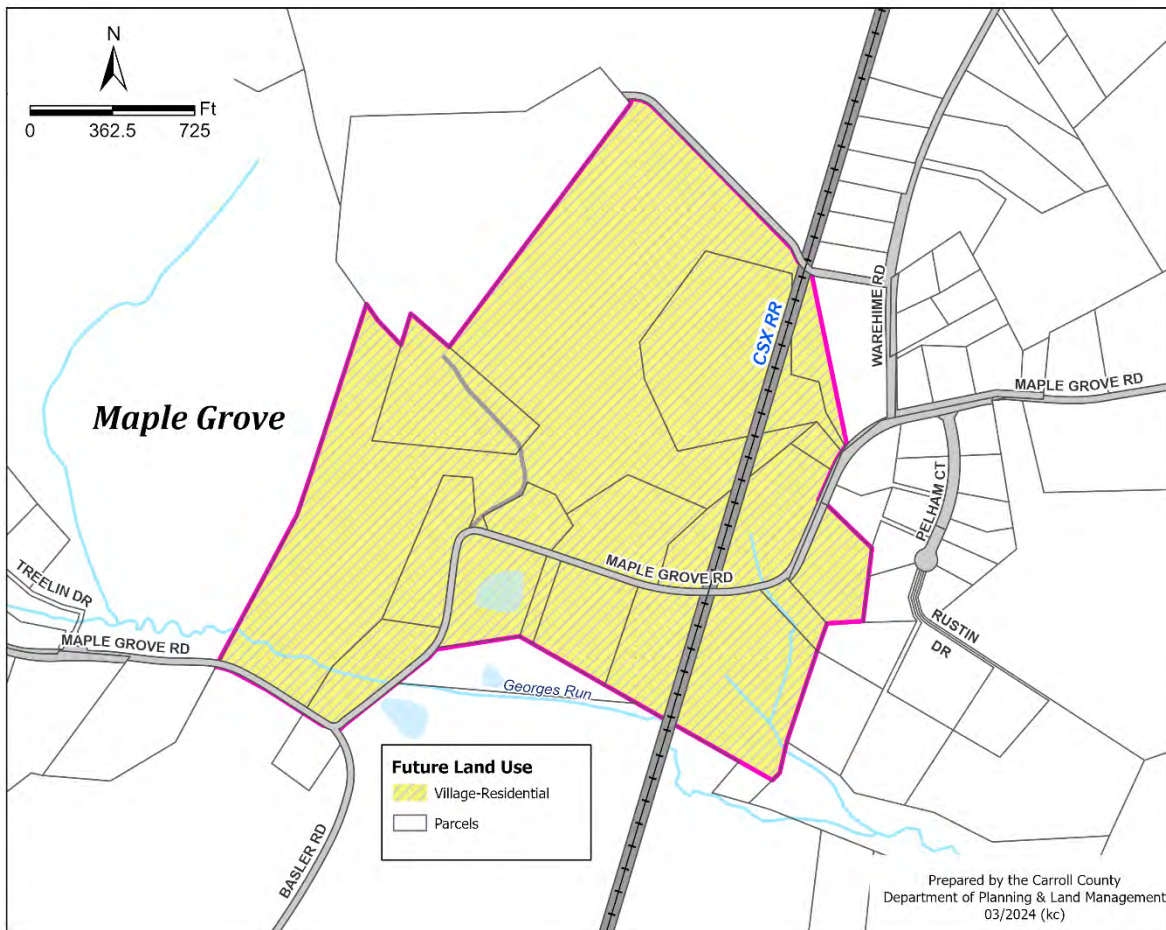 N
Ft
0 362.5 725
Maple Grove
CSX RR
WAREHIME RD
MAPLE GROVE RD
PELHAM CT
MAPLE GROVE RD
TREELIN DR
RUSTIN
DR
MAPLE GROVE RD
Georges Run
BASLER RD
Future Land Use
Village-Residential
Parcels
Prepared by the Carroll County
Department of Planning & Land Management
03/2024 (kc)